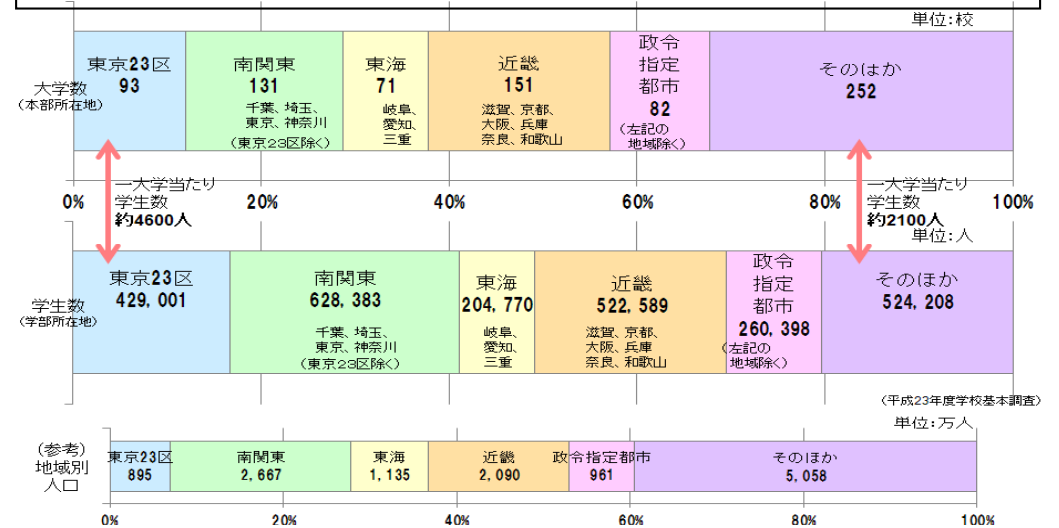 単位:校
東京23区
93
南関東
131
千葉、埼玉、
東京、神奈川
(東京23区除く)
東海
71
岐阜、
愛知、
三重
近畿
151
滋賀、京都、
大阪、兵庫
奈良、和歌山
政令
指定
都市
82
(左記の
地域除く)
そのほか
252
大学数
(本部所在地)
0%
20%
40%
60%
80%
100%
一大学当たり
学生数
約4600人
一大学当たり
学生数
約2100人
単位:人
東京23区
429,001
南関東
628,383
千葉、埼玉、
東京、神奈川
(東京23区除く)
東海
204,770
岐阜、
愛知、
三重
近畿
522,589
滋賀、京都、
大阪、兵庫
奈良、和歌山
政令
指定
都市
260,398
(左記の
地域除く)
そのほか
524,208
学生数
(学部所在地)
(平成23年度学校基本調査)
単位:万人
(参考)
地域別
人口
東京23区
895
南関東
2,667
東海
1,135
近畿
2,090
政令指定都市
961
そのほか
5,058
0%
20%
40%
60%
80%
100%